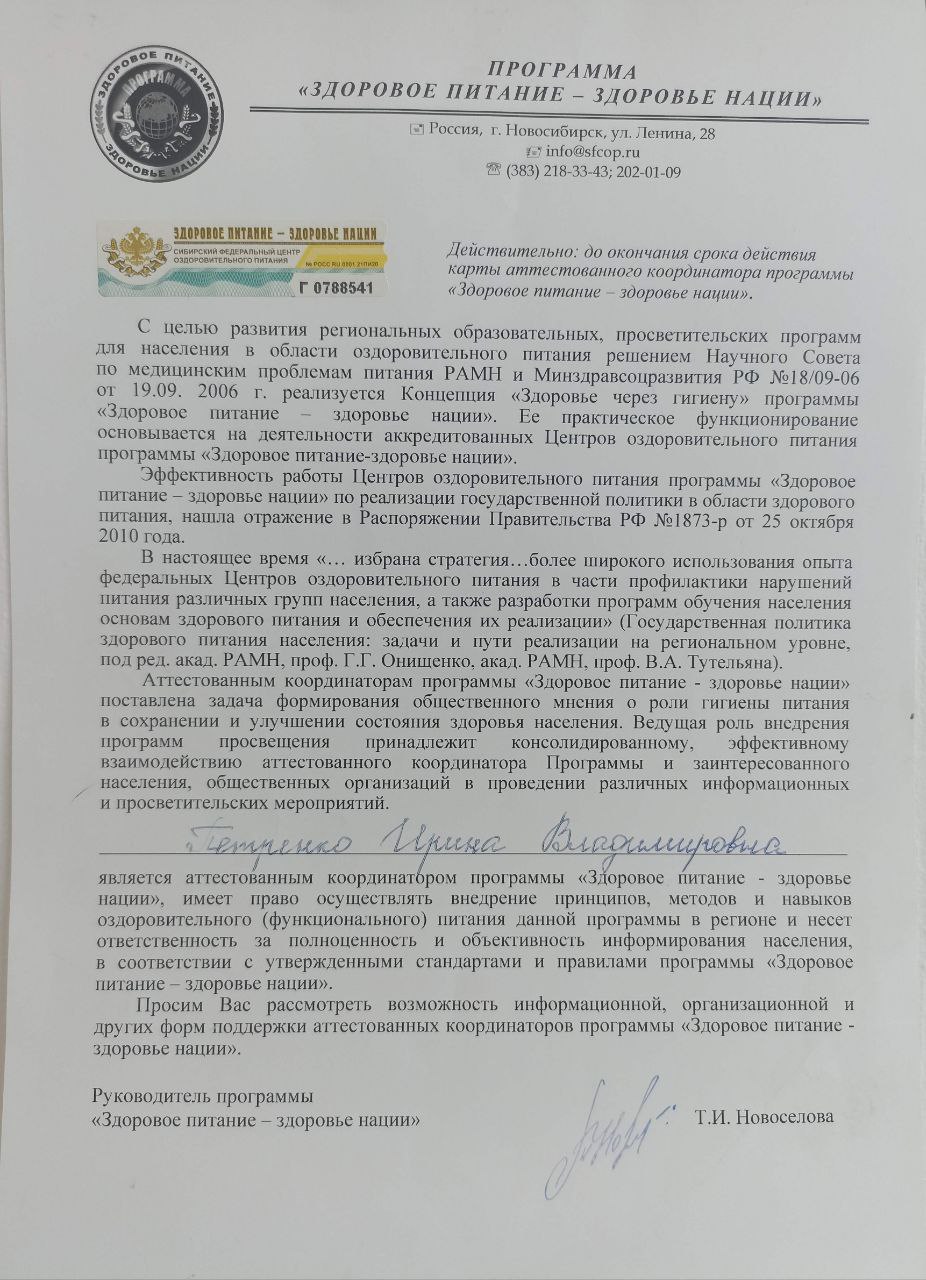 ЗДОРОВОЕ ПИТАНИЕ
ПРОГРАММА
ЗДОРОВЬЕ НАЦИИ
ПРОГРАММА
«ЗДОРОВОЕ ПИТАНИЕ – ЗДОРОВЬЕ НАЦИИ»
Россия, г. Новосибирск, ул. Ленина, 28
info@sfcop.ru
(383) 218-33-43; 202-01-09
ЗДОРОВОЕ ПИТАНИЕ – ЗДОРОВЬЕ НАЦИИ
СИБИРСКИЙ ФЕДЕРАЛЬНЫЙ ЦЕНТР
ОЗДОРОВИТЕЛЬНОГО ПИТАНИЯ
№ РОСС RU 0001.21ПИ20
Г 0788541
Действительно: до окончания срока действия
карты аттестованного координатора программы
«Здоровое питание – здоровье нации».
С целью развития региональных образовательных, просветительских программ
для населения в области оздоровительного питания решением Научного Совета
по медицинским проблемам питания РАМН и Минздравсоцразвития РФ №18/09-06
от 19.09. 2006 г. реализуется Концепция «Здоровье через гигиену» программы
«Здоровое питание – здоровье нации». Ее практическое функционирование
основывается на деятельности аккредитованных Центров оздоровительного питания
программы «Здоровое питание-здоровье нации».
Эффективность работы Центров оздоровительного питания программы «Здоровое
питание – здоровье нации» по реализации государственной политики в области здорового
питания, нашла отражение в Распоряжении Правительства РФ №1873-р от 25 октября
2010 года.
В настоящее время «… избрана стратегия…более широкого использования опыта
федеральных Центров оздоровительного питания в части профилактики нарушений
питания различных групп населения, а также разработки программ обучения населения
основам здорового питания и обеспечения их реализации» (Государственная политика
здорового питания населения: задачи и пути реализации на региональном уровне,
под ред. акад. РАМН, проф. Г.Г. Онищенко, акад. РАМН, проф. В.А. Тутельяна).
Аттестованным координаторам программы «Здоровое питание - здоровье нации»
поставлена задача формирования общественного мнения о роли гигиены питания
в сохранении и улучшении состояния здоровья населения. Ведущая роль внедрения
программ просвещения принадлежит консолидированному, эффективному
взаимодействию аттестованного координатора Программы и заинтересованного
населения, общественных организаций в проведении различных информационных
и просветительских мероприятий.
Петренко Ирина Владимировна
является аттестованным координатором программы «Здоровое питание - здоровье
нации», имеет право осуществлять внедрение принципов, методов и навыков
оздоровительного (функционального) питания данной программы в регионе и несет
ответственность за полноценность и объективность информирования населения,
в соответствии с утвержденными стандартами и правилами программы «Здоровое
питание – здоровье нации».
Просим Вас рассмотреть возможность информационной, организационной и
других форм поддержки аттестованных координаторов программы «Здоровое питание -
здоровье нации».
Руководитель программы
«Здоровое питание – здоровье нации»
Т.И. Новоселова